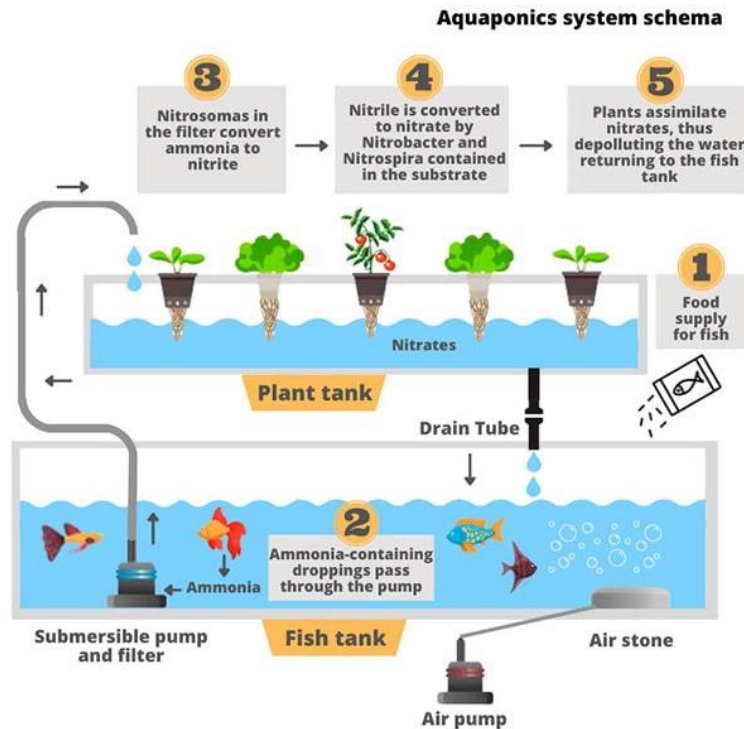 Aquaponics system schema
3
Nitrosomas in
the filter convert
ammonia to
nitrite
4
Nitrile is converted
to nitrate by
Nitrobacter and
Nitrospira contained
in the substrate
5
Plants assimilate
nitrates, thus
depolluting the water
returning to the fish
tank
1
Food
supply
for fish
Nitrates
Plant tank
Drain Tube
2
Ammonia-containing
droppings pass
through the pump
Ammonia
Submersible pump
and filter
Fish tank
Air stone
Air pump